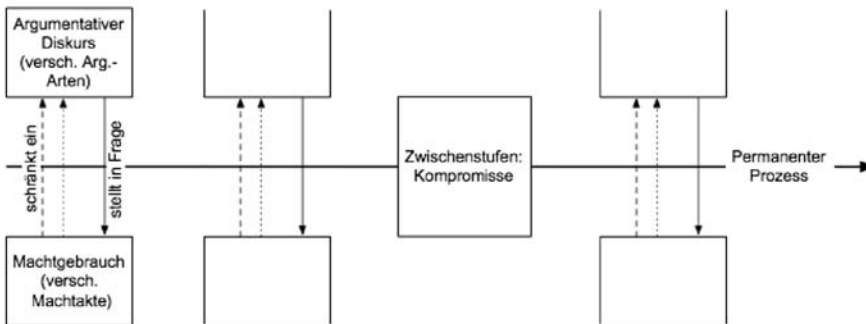 Argumentativer
Diskurs
(versch. Arg.-
Arten)
schränkt ein
stellt in Frage
Zwischenstufen:
Kompromisse
Permanenter
Prozess
Machtgebrauch
(versch.
Machtakte)